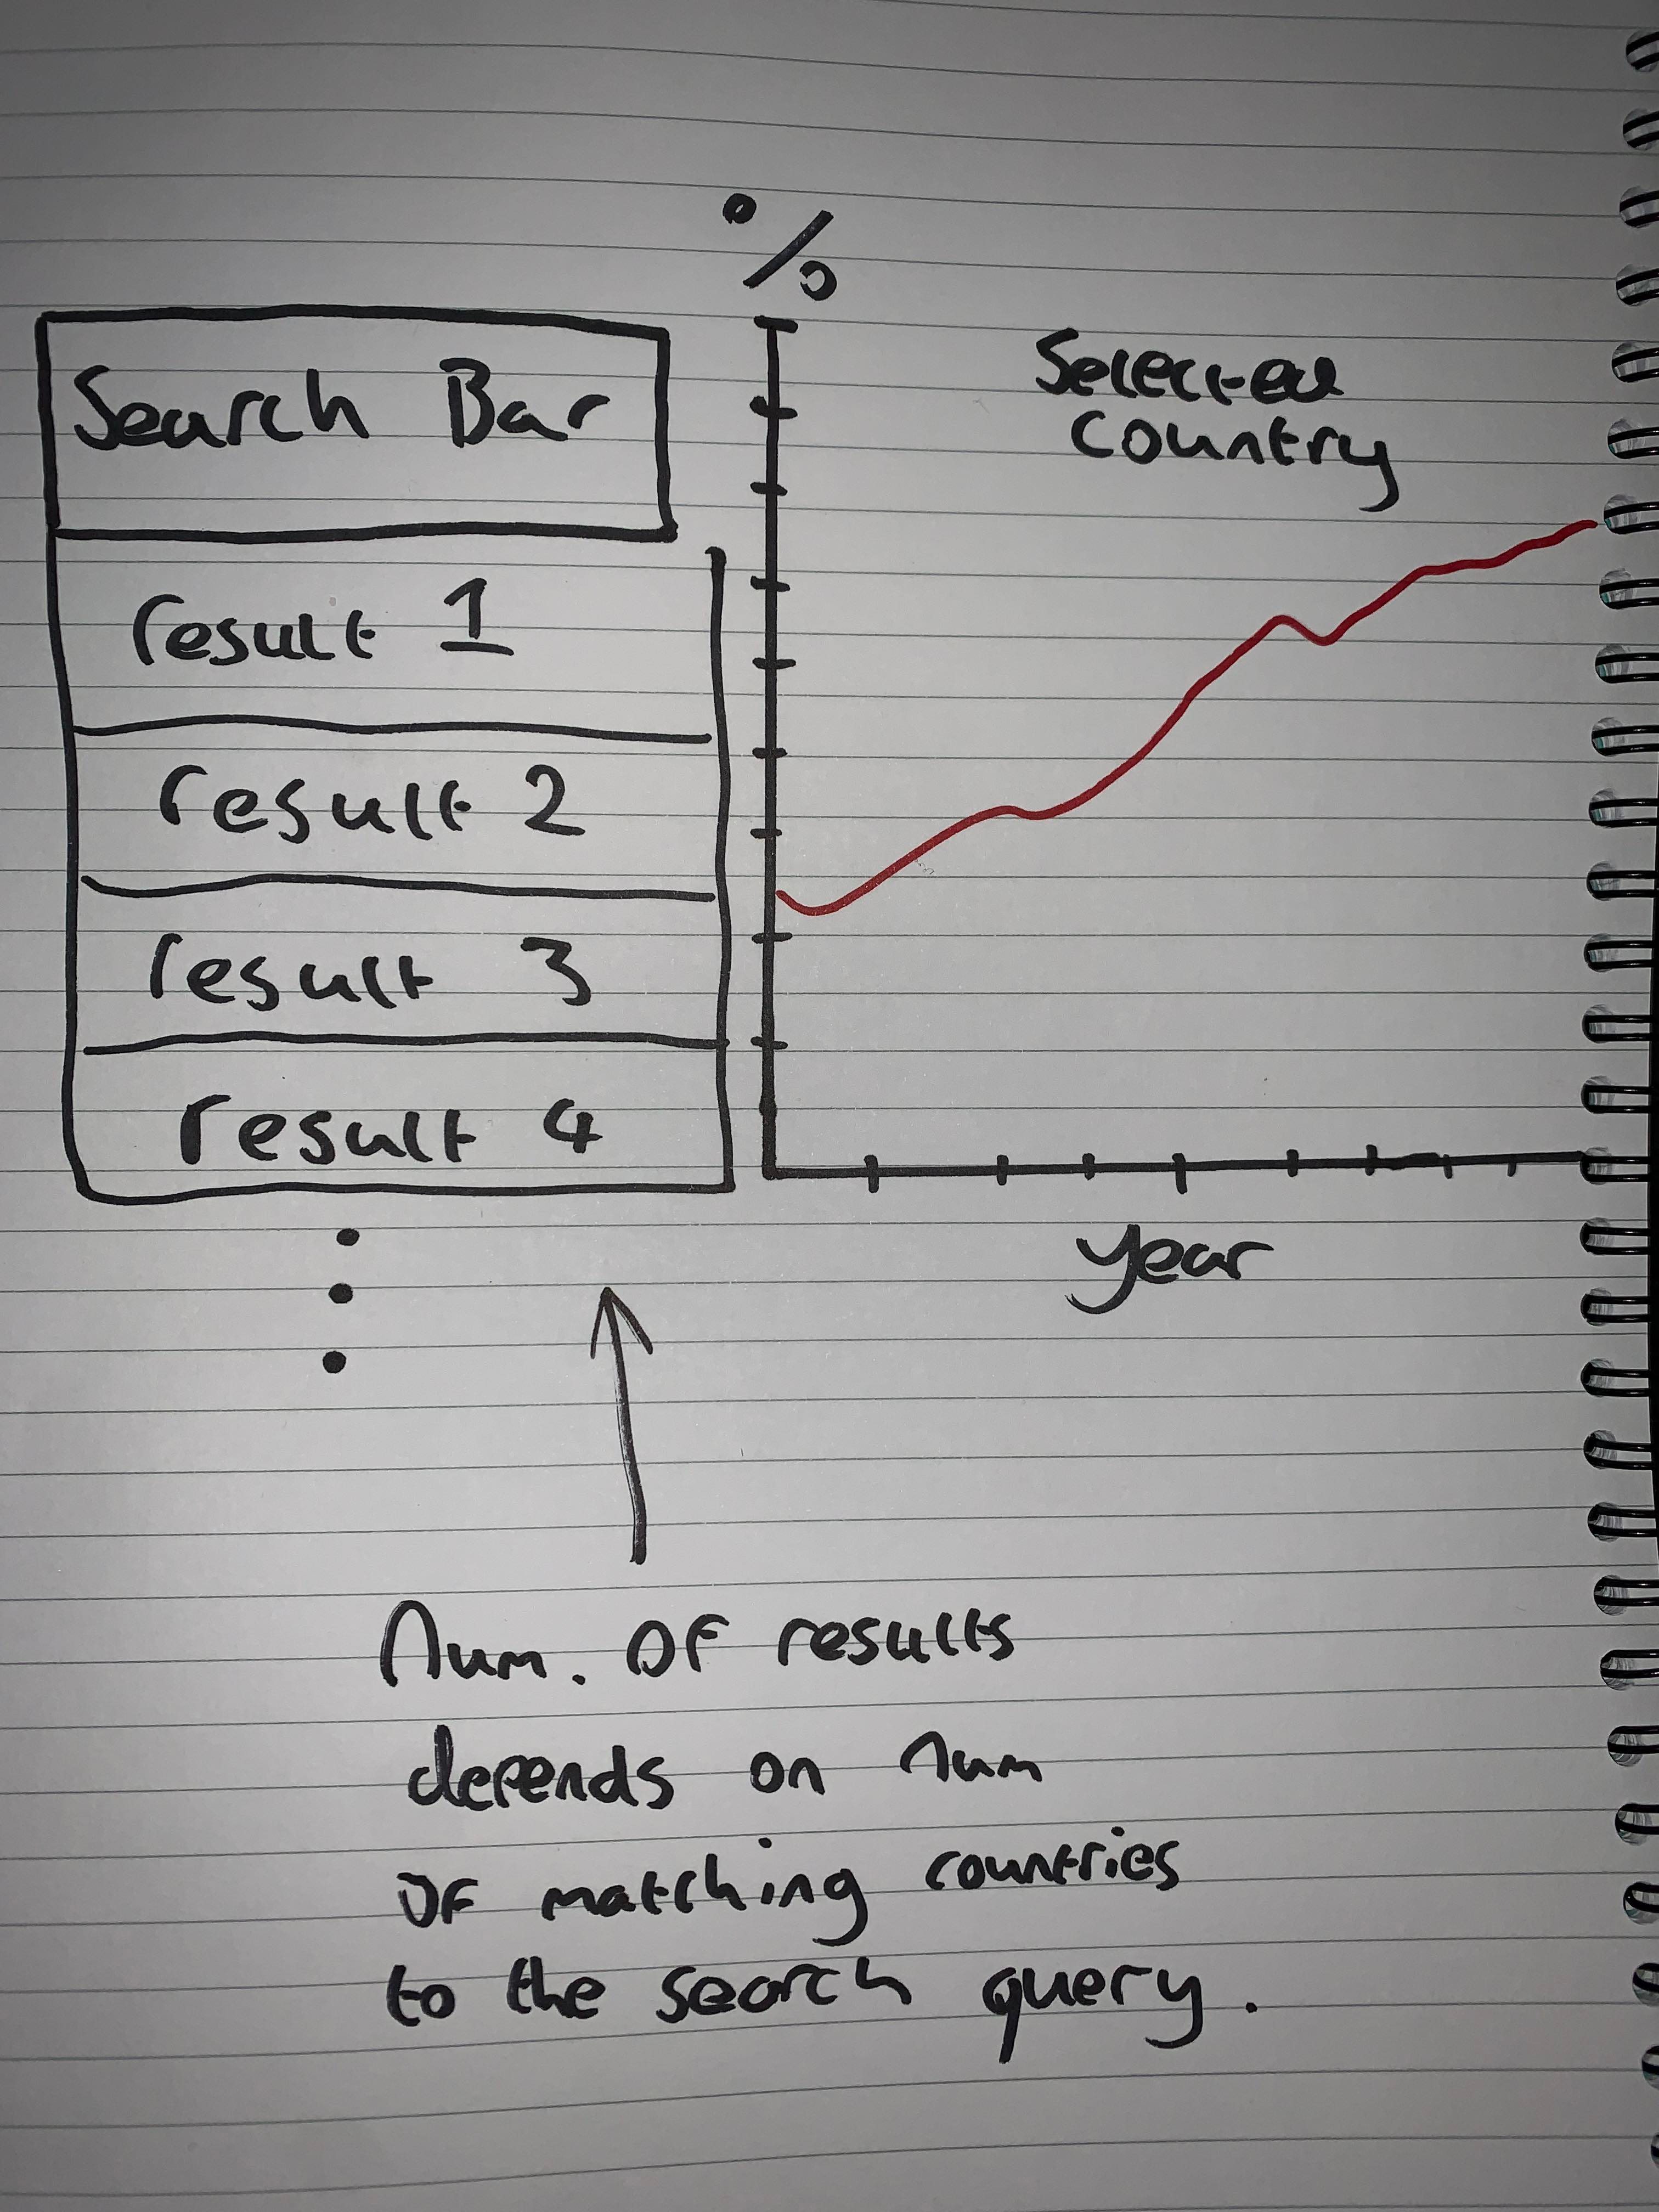 %
Search Bar
Selected
Country
result 1
result 2
result 3
result 4
year
Num. OF results
depends on num
OF matching countries
to the search query.